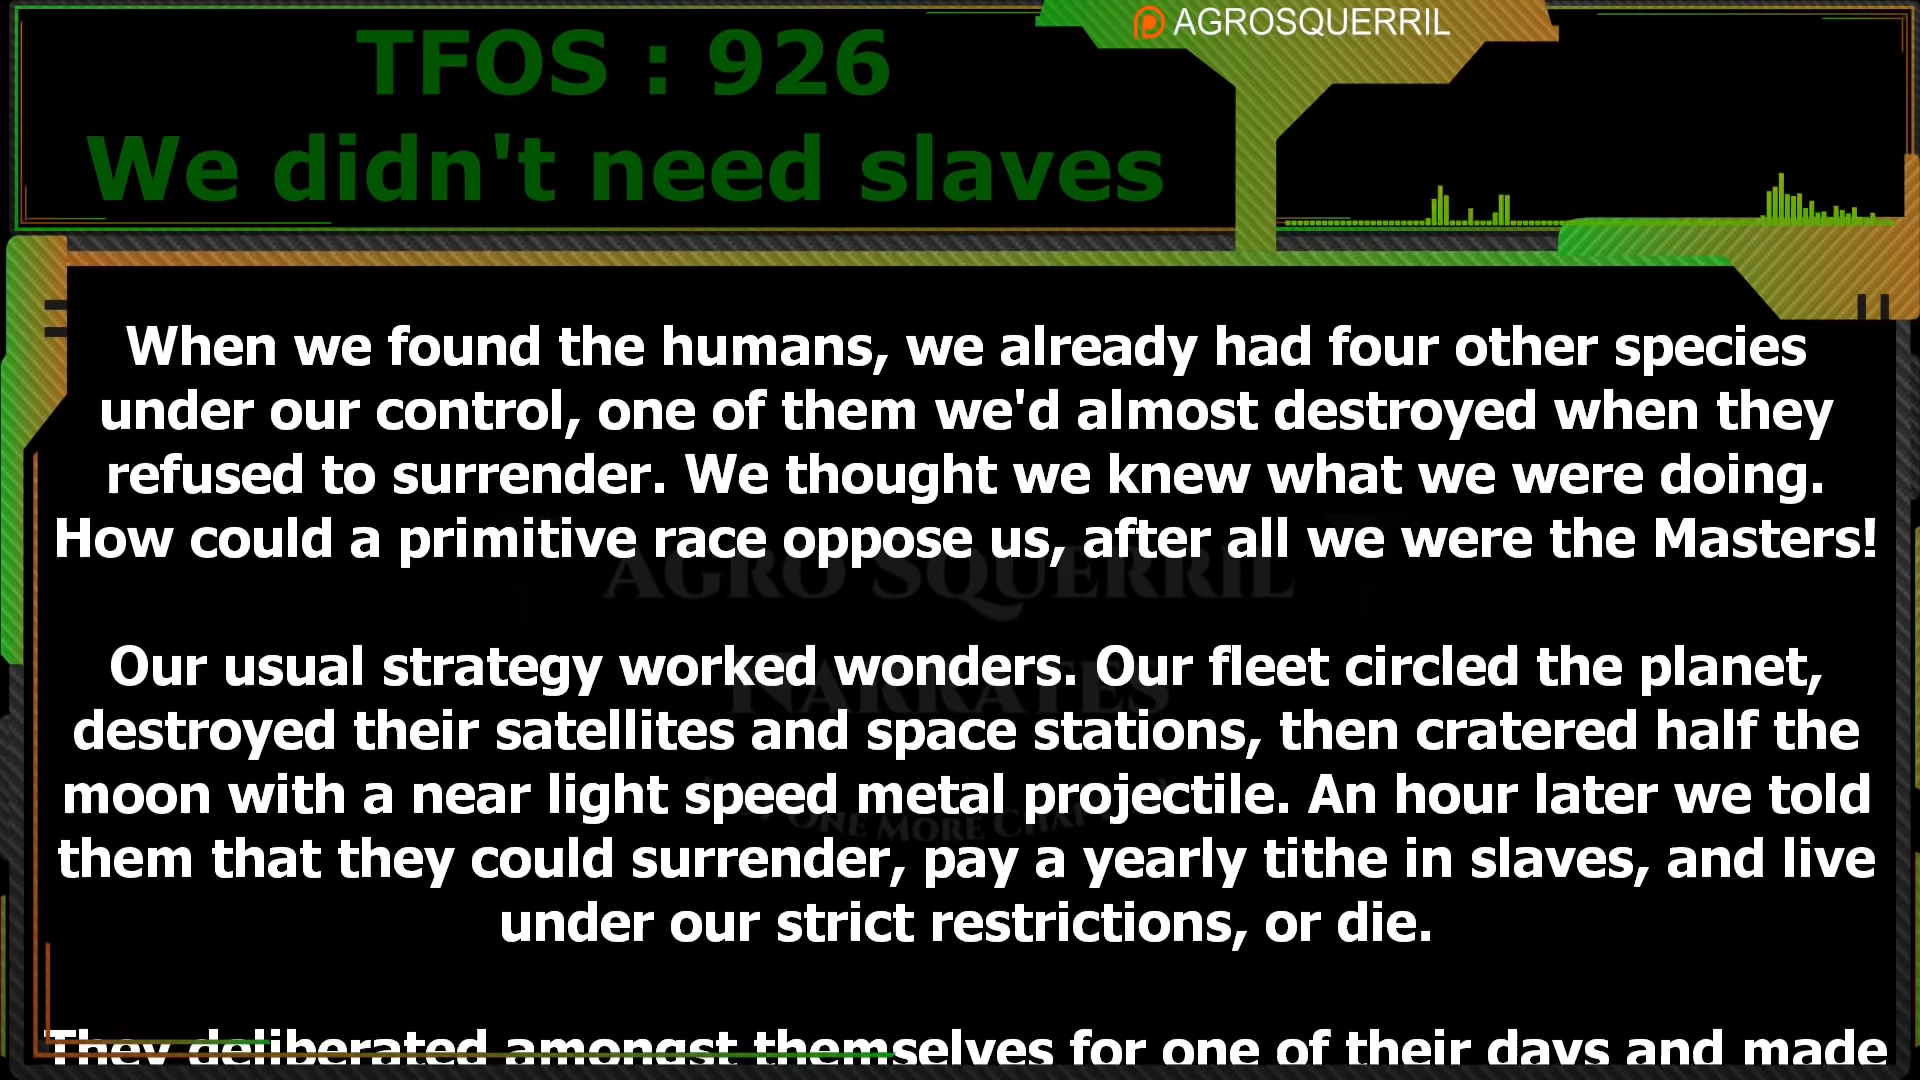 AGROSQUERRIL
TFOS : 926
We didn't need slaves
When we found the humans, we already had four other species
under our control, one of them we'd almost destroyed when they
refused to surrender. We thought we knew what we were doing.
How could a primitive race oppose us, after all we were the Masters!
AGRO SQUERRIL
Our usual strategy worked wonders. Our fleet circled the planet,
NARRATES
destroyed their satellites and space stations, then cratered half the
moon with a near light speed metal projectile. An hour later we told
ONE MORE
them that they could surrender, pay a yearly tithe in slaves, and live
under our strict restrictions, or die.
They deliberated amongst themselves for one of their days and made